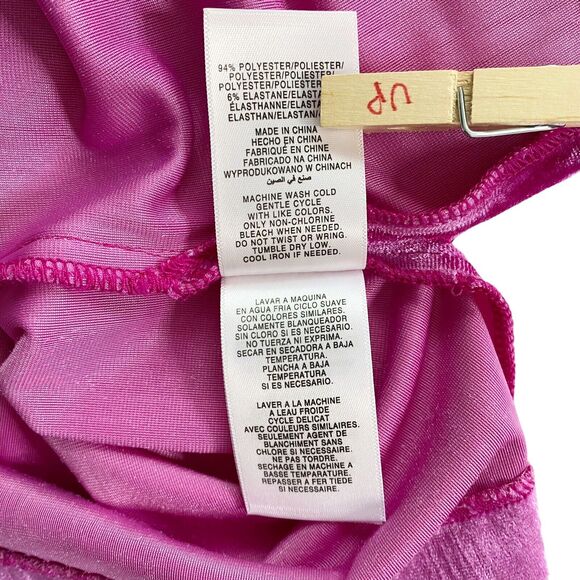 94% POLYESTER/POLIESTER/
POLYESTER/POLIÉSTER/
POLYESTER/POLIESTER/
6% ELASTANE/ELASTAN
ÉLASTHANNE/ELASTAN/
ELASTHAN/ELASTAN/
MADE IN CHINA
HECHO EN CHINA
FABRIQUÉ EN CHINE
FABRICADO NA CHINA
WYPRODUKOWANO W CHINACH
صنع في الصين
MACHINE WASH COLD
GENTLE CYCLE
WITH LIKE COLORS.
ONLY NON-CHLORINE
BLEACH WHEN NEEDED.
DO NOT TWIST OR WRING.
TUMBLE DRY LOW.
COOL IRON IF NEEDED.
LAVAR A MAQUINA
EN AGUA FRIA CICLO SUAVE
CON COLORES SIMILARES.
SOLAMENTE BLANQUEADOR
SIN CLORO SI ES NECESARIO.
NO TUERZA NI EXPRIMA.
SECAR EN SECADORA A BAJA
TEMPERATURA.
PLANCHA A BAJA
TEMPERATURA
SI ES NECESARIO.
LAVER A LA MACHINE
A LEAU FROIDE
CYCLE DELICAT
AVEC COULEURS SIMILAIRES.
SEULEMENT AGENT DE
BLANCHIMENT SANS
CHLORE SI NECESSAIRE.
NE PAS TORDRE.
SECHAGE EN MACHINE A
BASSE TEMPARATURE.
REPASSER A FER TIEDE
SI NECESSAIRE.
UP